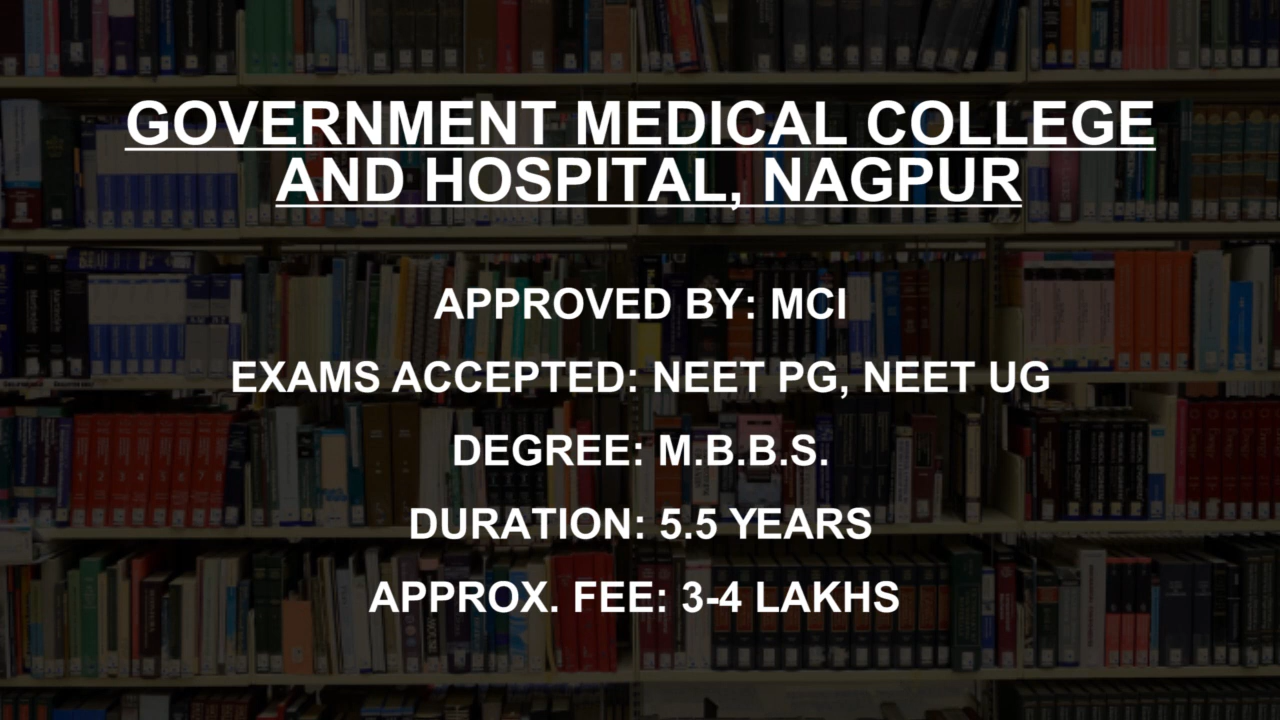 GOVERNMENT MEDICAL COLLEGE
AND HOSPITAL, NAGPUR
APPROVED BY: MCI
EXAMS ACCEPTED: NEET PG, NEET UG
DEGREE: M.B.B.S.
DURATION: 5.5 YEARS
APPROX. FEE: 3-4 LAKHS